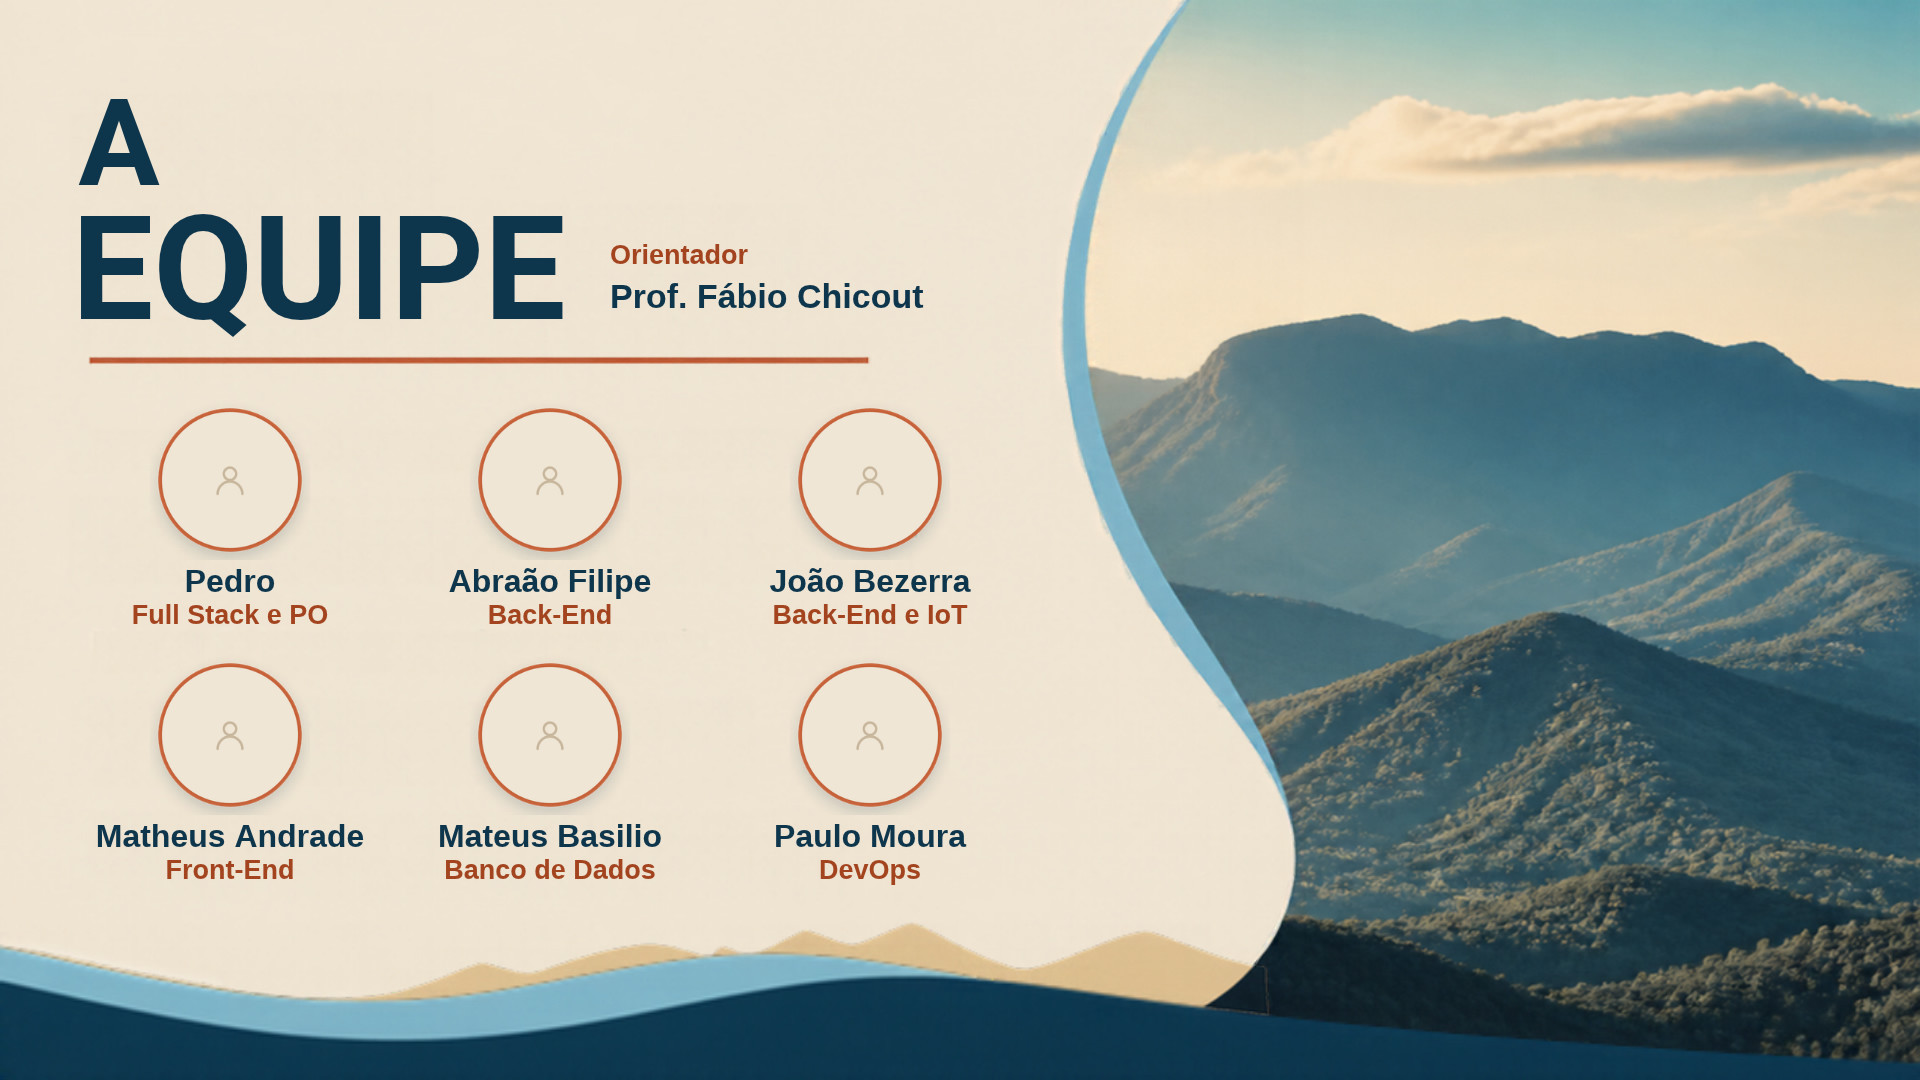 A
EQUIPE
Orientador
Prof. Fábio Chicout
Pedro
Full Stack e PO
Abraão Filipe
Back-End
João Bezerra
Back-End e IoT
Matheus Andrade
Front-End
Mateus Basilio
Banco de Dados
Paulo Moura
DevOps